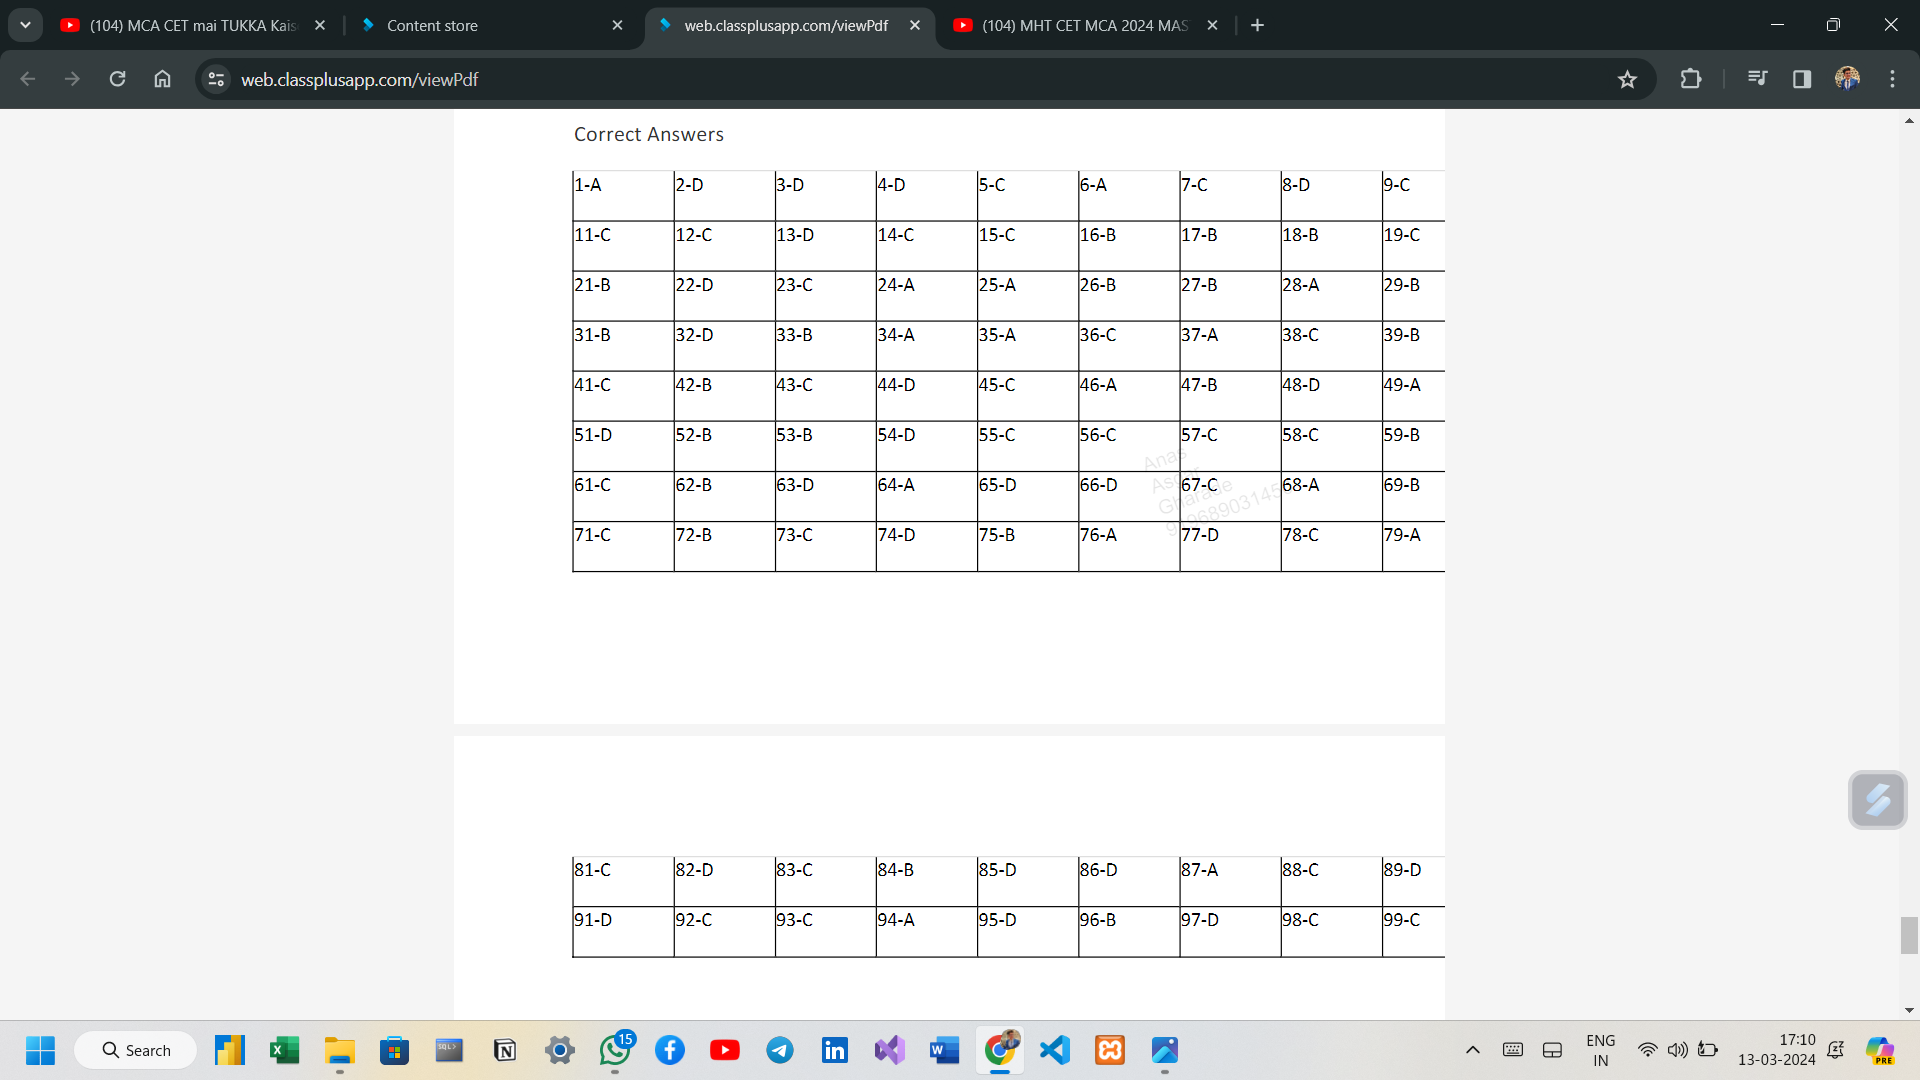 (104) MCA CET mai TUKKA Kais
Content store
web.classplusapp.com/viewPdf
(104) MHT CET MCA 2024 MAS
web.classplusapp.com/viewPdf
Correct Answers
1-A 2-D 3-D 4-D 5-C 6-A 7-C 8-D 9-C
11-C 12-C 13-D 14-C 15-C 16-B 17-B 18-B 19-C
21-B 22-D 23-C 24-A 25-A 26-B 27-B 28-A 29-B
31-B 32-D 33-B 34-A 35-A 36-C 37-A 38-C 39-B
41-C 42-B 43-C 44-D 45-C 46-A 47-B 48-D 49-A
51-D 52-B 53-B 54-D 55-C 56-C 57-C 58-C 59-B
Anas
61-C 62-B 63-D 64-A 65-D 66-D 67-C 68-A 69-B
Gharade
71-C 72-B 73-C 74-D 75-B 76-A 77-D 78-C 79-A
81-C 82-D 83-C 84-B 85-D 86-D 87-A 88-C 89-D
91-D 92-C 93-C 94-A 95-D 96-B 97-D 98-C 99-C
Search
SQL>
15
ENG
IN
17:10
13-03-2024
PRE